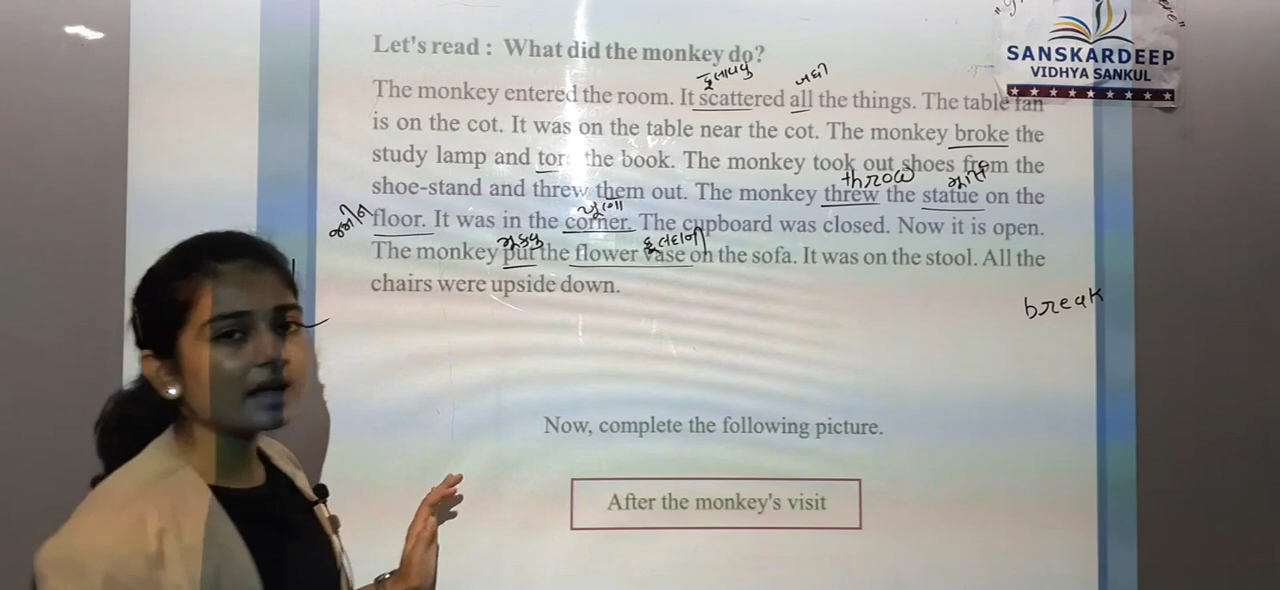 SANSKARDEEP
VIDHYA SANKUL
Let's read : What did the monkey do?
ફેલાવવું બધી
The monkey entered the room. It scattered all the things. The table fan
is on the cot. It was on the table near the cot. The monkey broke the
study lamp and tore the book. The monkey took out shoes from the
throw
shoe-stand and threw them out. The monkey threw the statue on the
જમીન ખૂણો
floor. It was in the corner. The cupboard was closed. Now it is open.
મૂકવું ફૂલદાની
The monkey put the flower vase on the sofa. It was on the stool. All the
chairs were upside down.
break
Now, complete the following picture.
After the monkey's visit